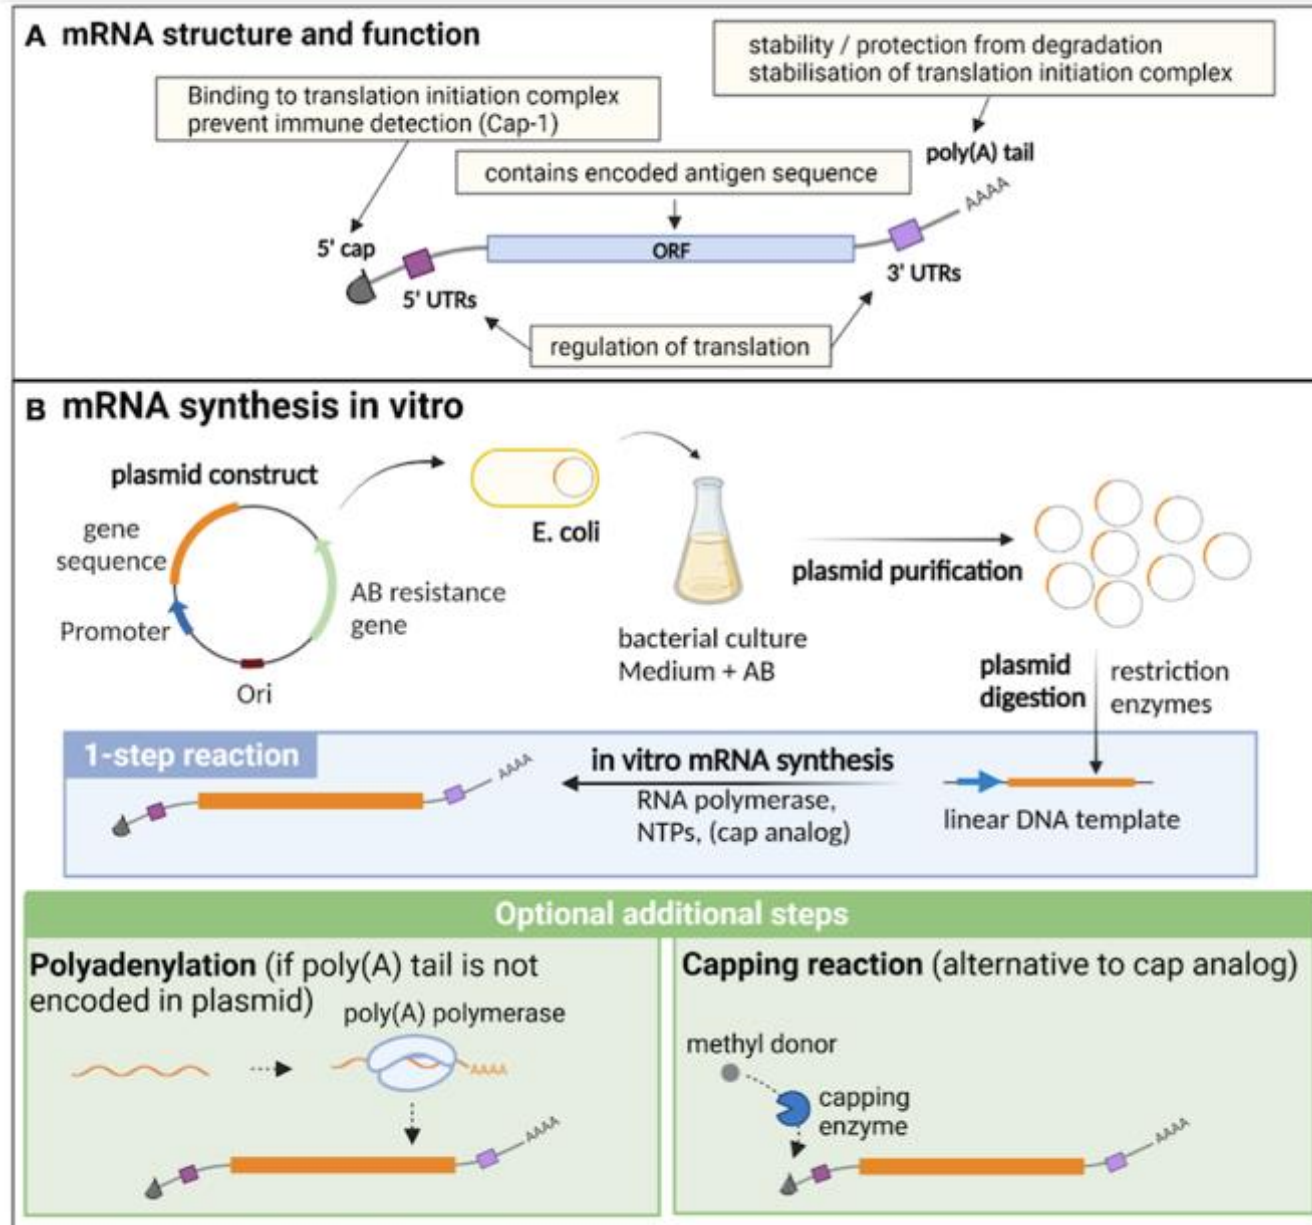 A mRNA structure and function
stability / protection from degradation
stabilisation of translation initiation complex
Binding to translation initiation complex
prevent immune detection (Cap-1)
contains encoded antigen sequence
poly(A) tail
AAAA
5' cap
ORF
3' UTRs
5' UTRs
regulation of translation
B mRNA synthesis in vitro
plasmid construct
gene
sequence
Promoter
Ori
AB resistance
gene
E. coli
bacterial culture
Medium + AB
plasmid purification
plasmid
digestion
restriction
enzymes
1-step reaction
AAAA
in vitro mRNA synthesis
RNA polymerase,
NTPs, (cap analog)
linear DNA template
Optional additional steps
Polyadenylation (if poly(A) tail is not
encoded in plasmid)
poly(A) polymerase
AAAA
AAAA
Capping reaction (alternative to cap analog)
methyl donor
capping
enzyme
AAAA